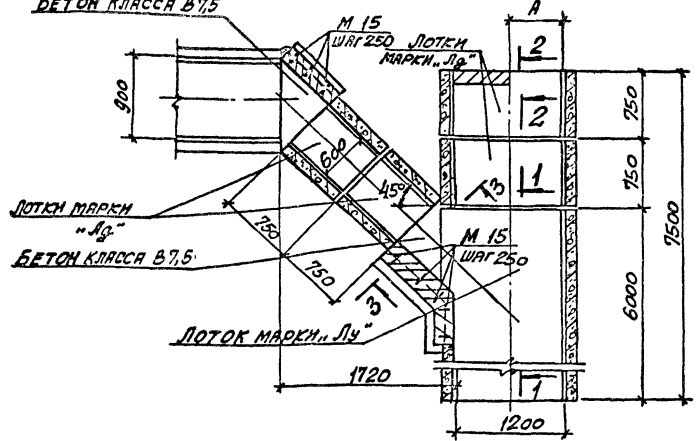 БЕТОН КЛАССА В7,5
М 15
ШАГ 250
ЛОТКИ
МАРКИ „Лд"
А
2
2
900
600
45°
3
1
750
750
6000
7500
ЛОТКИ МАРКИ
„Лд"
750
750
БЕТОН КЛАССА В7,5
М 15
ШАГ 250
3
ЛОТОК МАРКИ „Лу"
1720
1
1200